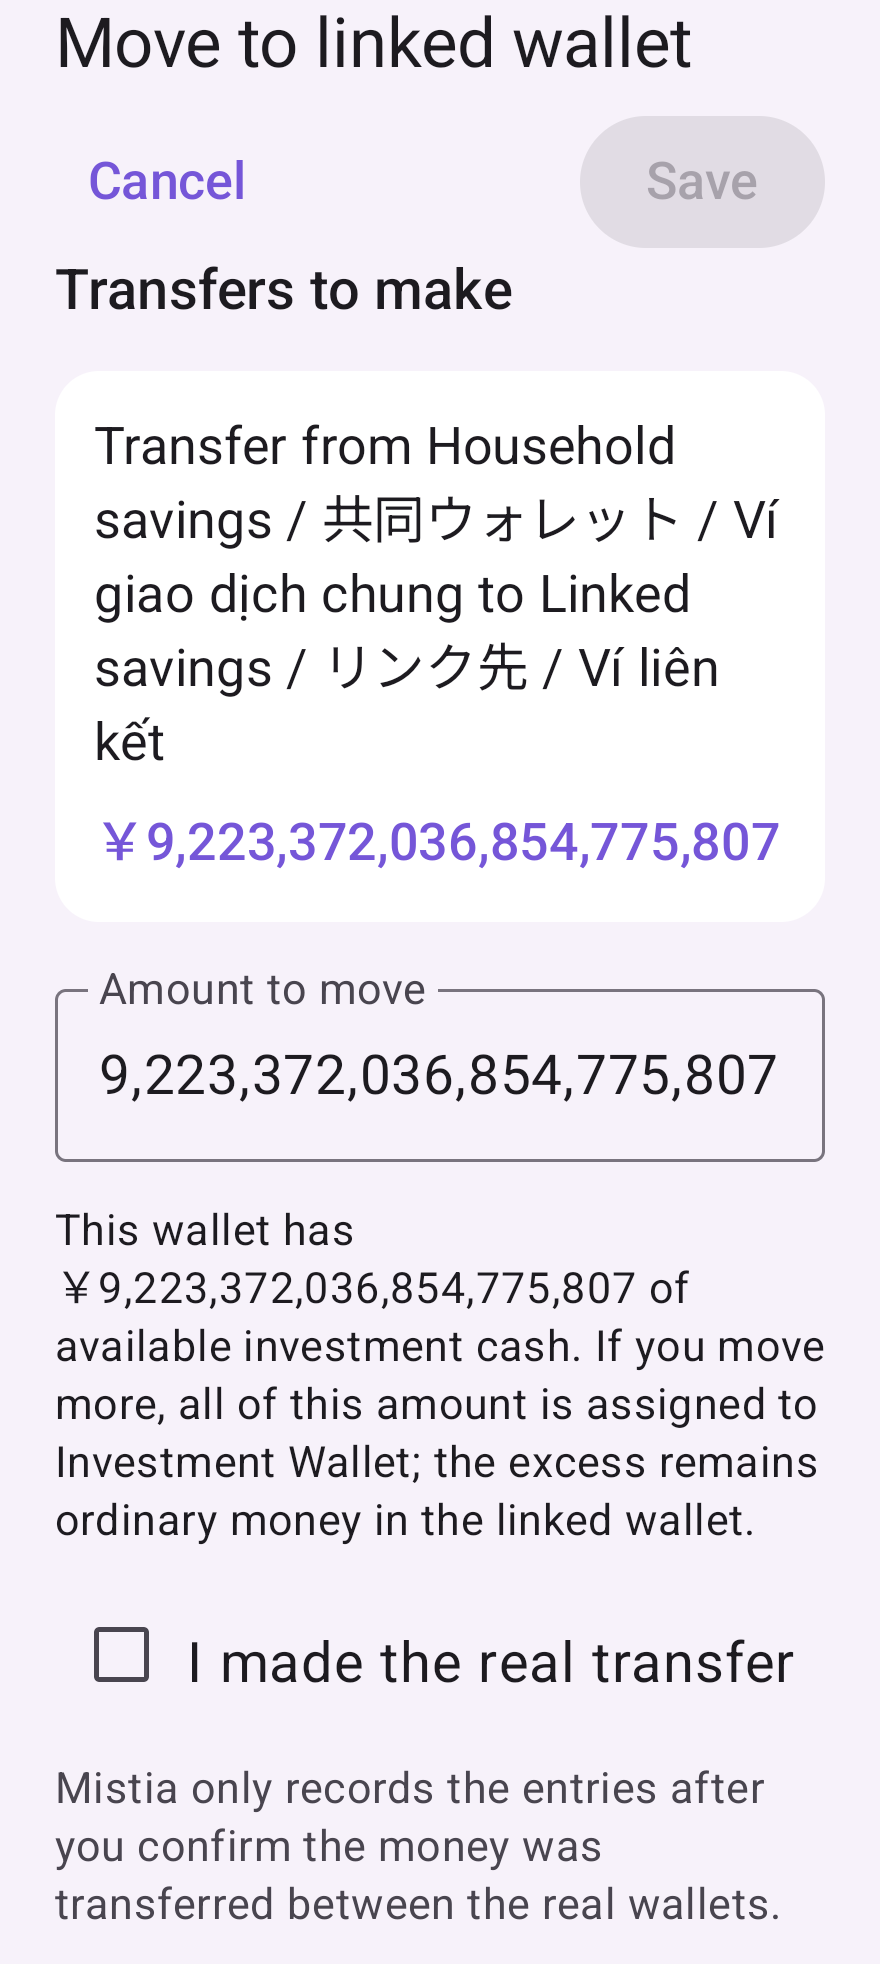 Move to linked wallet
Cancel
Save
Transfers to make
Transfer from Household
savings / 共同ウォレット / Ví
giao dịch chung to Linked
savings / リンク先 / Ví liên
kết
￥9,223,372,036,854,775,807
Amount to move
9,223,372,036,854,775,807
This wallet has
￥9,223,372,036,854,775,807 of
available investment cash. If you move
more, all of this amount is assigned to
Investment Wallet; the excess remains
ordinary money in the linked wallet.
I made the real transfer
Mistia only records the entries after
you confirm the money was
transferred between the real wallets.